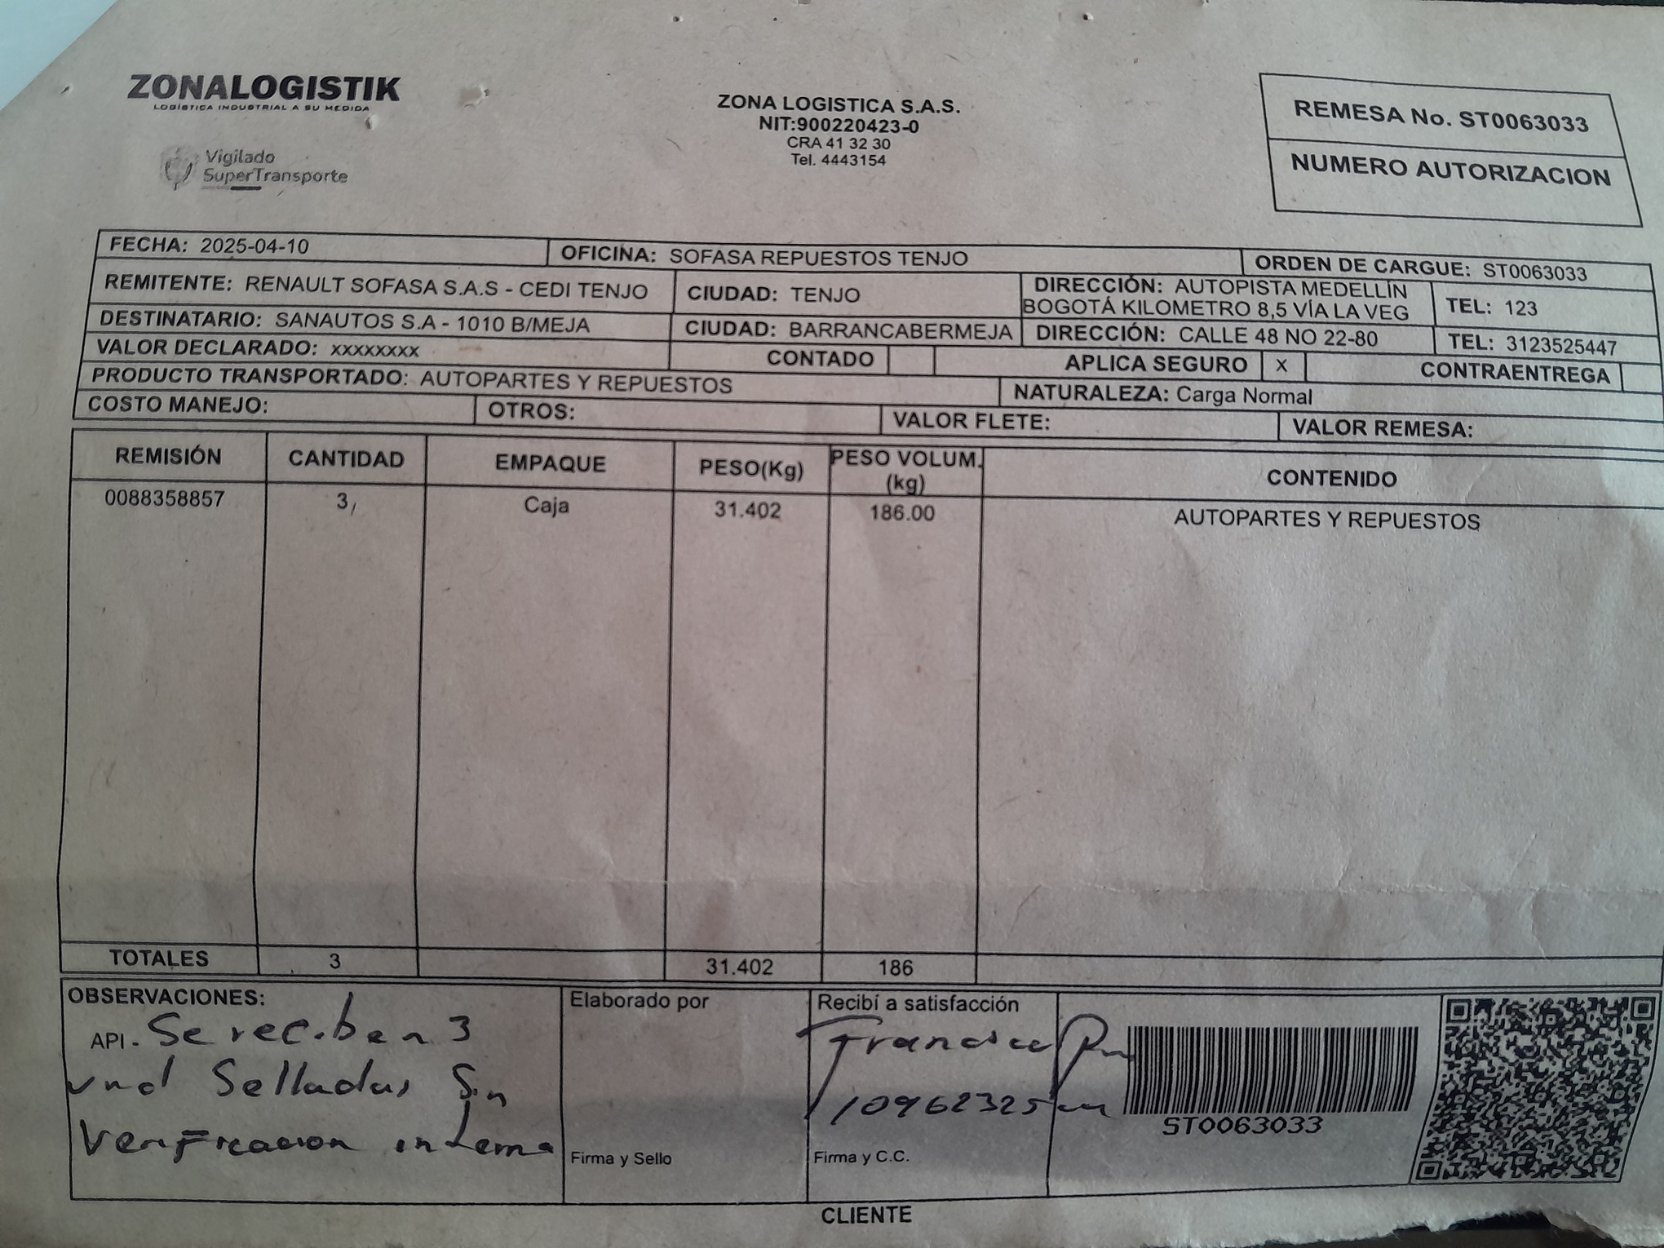 ZONALOGISTIK
LOGÍSTICA INDUSTRIAL A SU MEDIDA
Vigilado
SuperTransporte
ZONA LOGISTICA S.A.S.
NIT:900220423-0
CRA 41 32 30
Tel. 4443154
REMESA No. ST0063033
NUMERO AUTORIZACION
FECHA: 2025-04-10 OFICINA: SOFASA REPUESTOS TENJO ORDEN DE CARGUE: ST0063033
REMITENTE: RENAULT SOFASA S.A.S - CEDI TENJO CIUDAD: TENJO DIRECCIÓN: AUTOPISTA MEDELLÍN
BOGOTÁ KILOMETRO 8,5 VÍA LA VEG TEL: 123
DESTINATARIO: SANAUTOS S.A - 1010 B/MEJA CIUDAD: BARRANCABERMEJA DIRECCIÓN: CALLE 48 NO 22-80 TEL: 3123525447
VALOR DECLARADO: xxxxxxxx CONTADO APLICA SEGURO X CONTRAENTREGA
PRODUCTO TRANSPORTADO: AUTOPARTES Y REPUESTOS NATURALEZA: Carga Normal
COSTO MANEJO: OTROS: VALOR FLETE: VALOR REMESA:
REMISIÓN CANTIDAD EMPAQUE PESO(Kg) PESO VOLUM.
(kg) CONTENIDO
0088358857 3 Caja 31.402 186.00 AUTOPARTES Y REPUESTOS
TOTALES 3 31.402 186
OBSERVACIONES: Elaborado por Recibí a satisfacción
API. Se reciben 3
und Selladas Sin
Verificacion interna
Francisco
10962325
Firma y Sello Firma y C.C.
ST0063033
CLIENTE